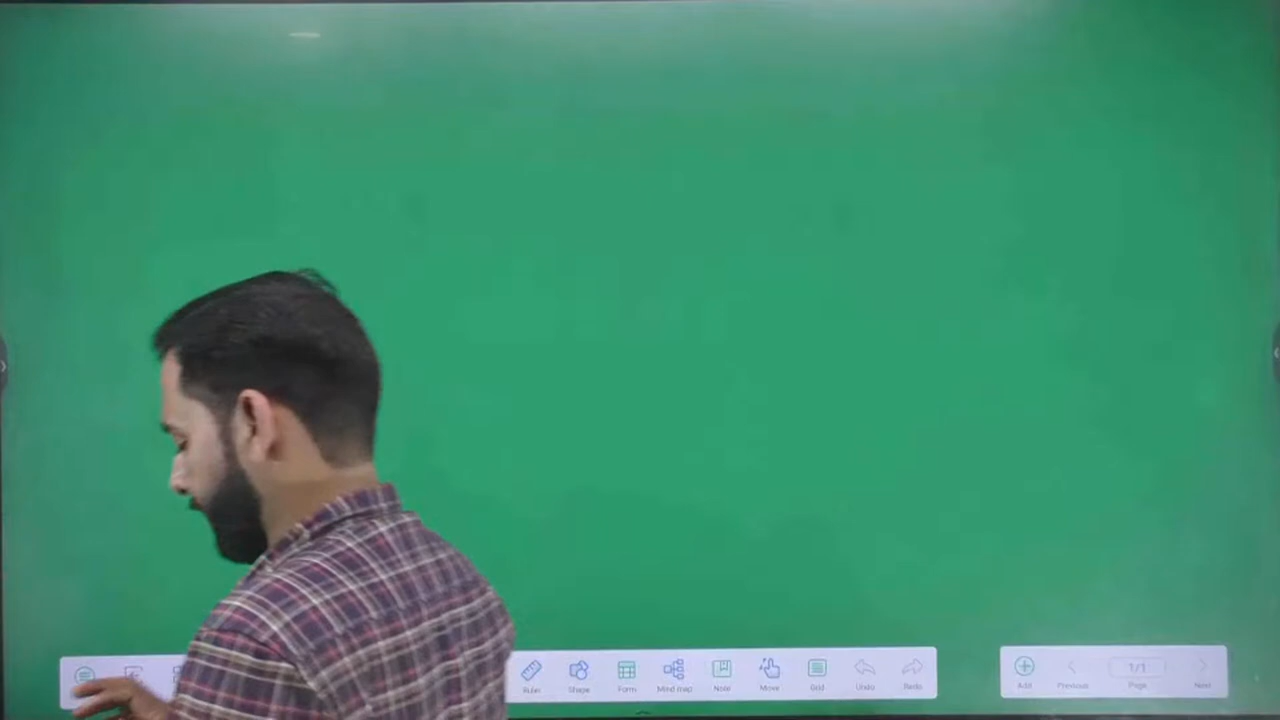 Ruler Shape Form Mind map Note Move Grid Undo Redo
Add Previous 1/1 Page Next